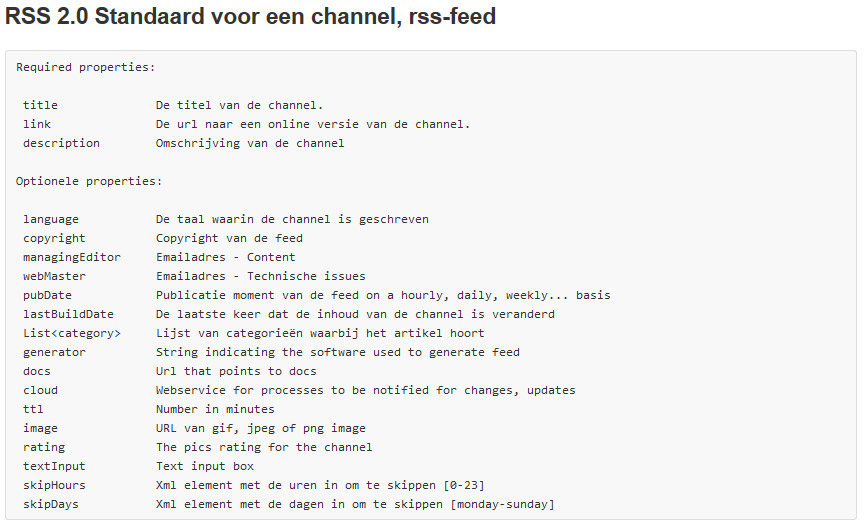 RSS 2.0 Standaard voor een channel, rss-feed
Required properties:
title De titel van de channel.
link De url naar een online versie van de channel.
description Omschrijving van de channel
Optionele properties:
language De taal waarin de channel is geschreven
copyright Copyright van de feed
managingEditor Emailadres - Content
webMaster Emailadres - Technische issues
pubDate Publicatie moment van de feed on a hourly, daily, weekly... basis
lastBuildDate De laatste keer dat de inhoud van de channel is veranderd
List<category> Lijst van categorieën waarbij het artikel hoort
generator String indicating the software used to generate feed
docs Url that points to docs
cloud Webservice for processes to be notified for changes, updates
ttl Number in minutes
image URL van gif, jpeg of png image
rating The pics rating for the channel
textInput Text input box
skipHours Xml element met de uren in om te skippen [0-23]
skipDays Xml element met de dagen in om te skippen [monday-sunday]